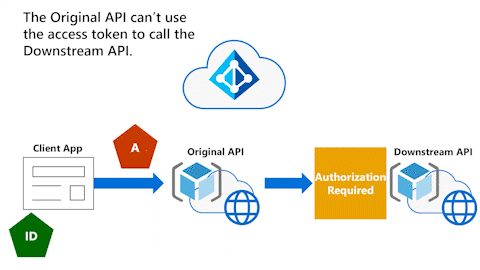 The Original API can't use
the access token to call the
Downstream API.
Client App
A
Original API
Authorization
Required
Downstream API
ID